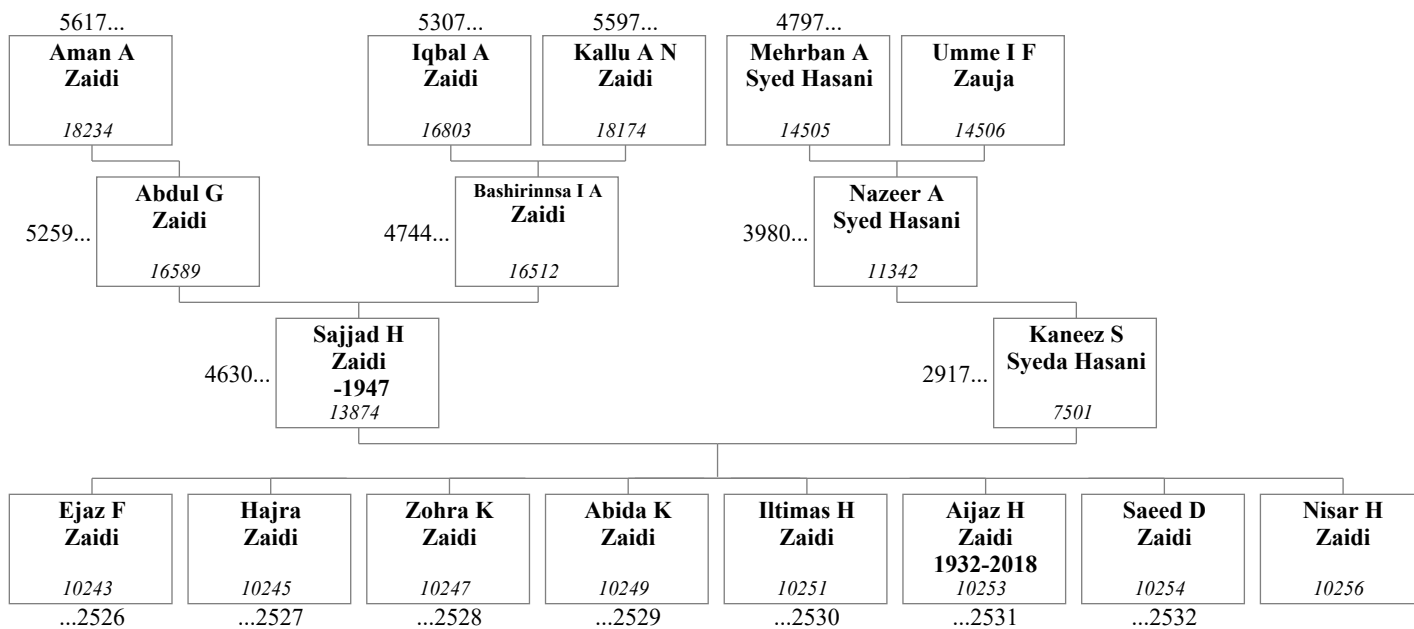 5617...
5307...
5597...
4797...
Aman A
Zaidi
18234
Iqbal A
Zaidi
16803
Kallu A N
Zaidi
18174
Mehrban A
Syed Hasani
14505
Umme I F
Zauja
14506
5259...
Abdul G
Zaidi
16589
4744...
Bashirinnsa I A
Zaidi
16512
3980...
Nazeer A
Syed Hasani
11342
4630...
Sajjad H
Zaidi
-1947
13874
2917...
Kaneez S
Syeda Hasani
7501
Ejaz F
Zaidi
10243
...2526
Hajra
Zaidi
10245
...2527
Zohra K
Zaidi
10247
...2528
Abida K
Zaidi
10249
...2529
Iltimas H
Zaidi
10251
...2530
Aijaz H
Zaidi
1932-2018
10253
...2531
Saeed D
Zaidi
10254
...2532
Nisar H
Zaidi
10256